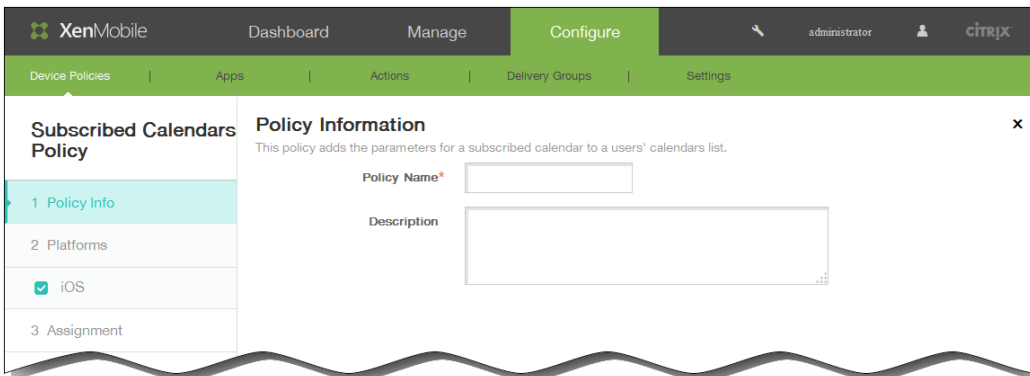 XenMobile Dashboard Manage Configure administrator CİTRIX
Device Policies | Apps | Actions | Delivery Groups | Settings
Subscribed Calendars Policy
1 Policy Info
2 Platforms
iOS
3 Assignment
Policy Information
This policy adds the parameters for a subscribed calendar to a users' calendars list.
Policy Name*
Description
x